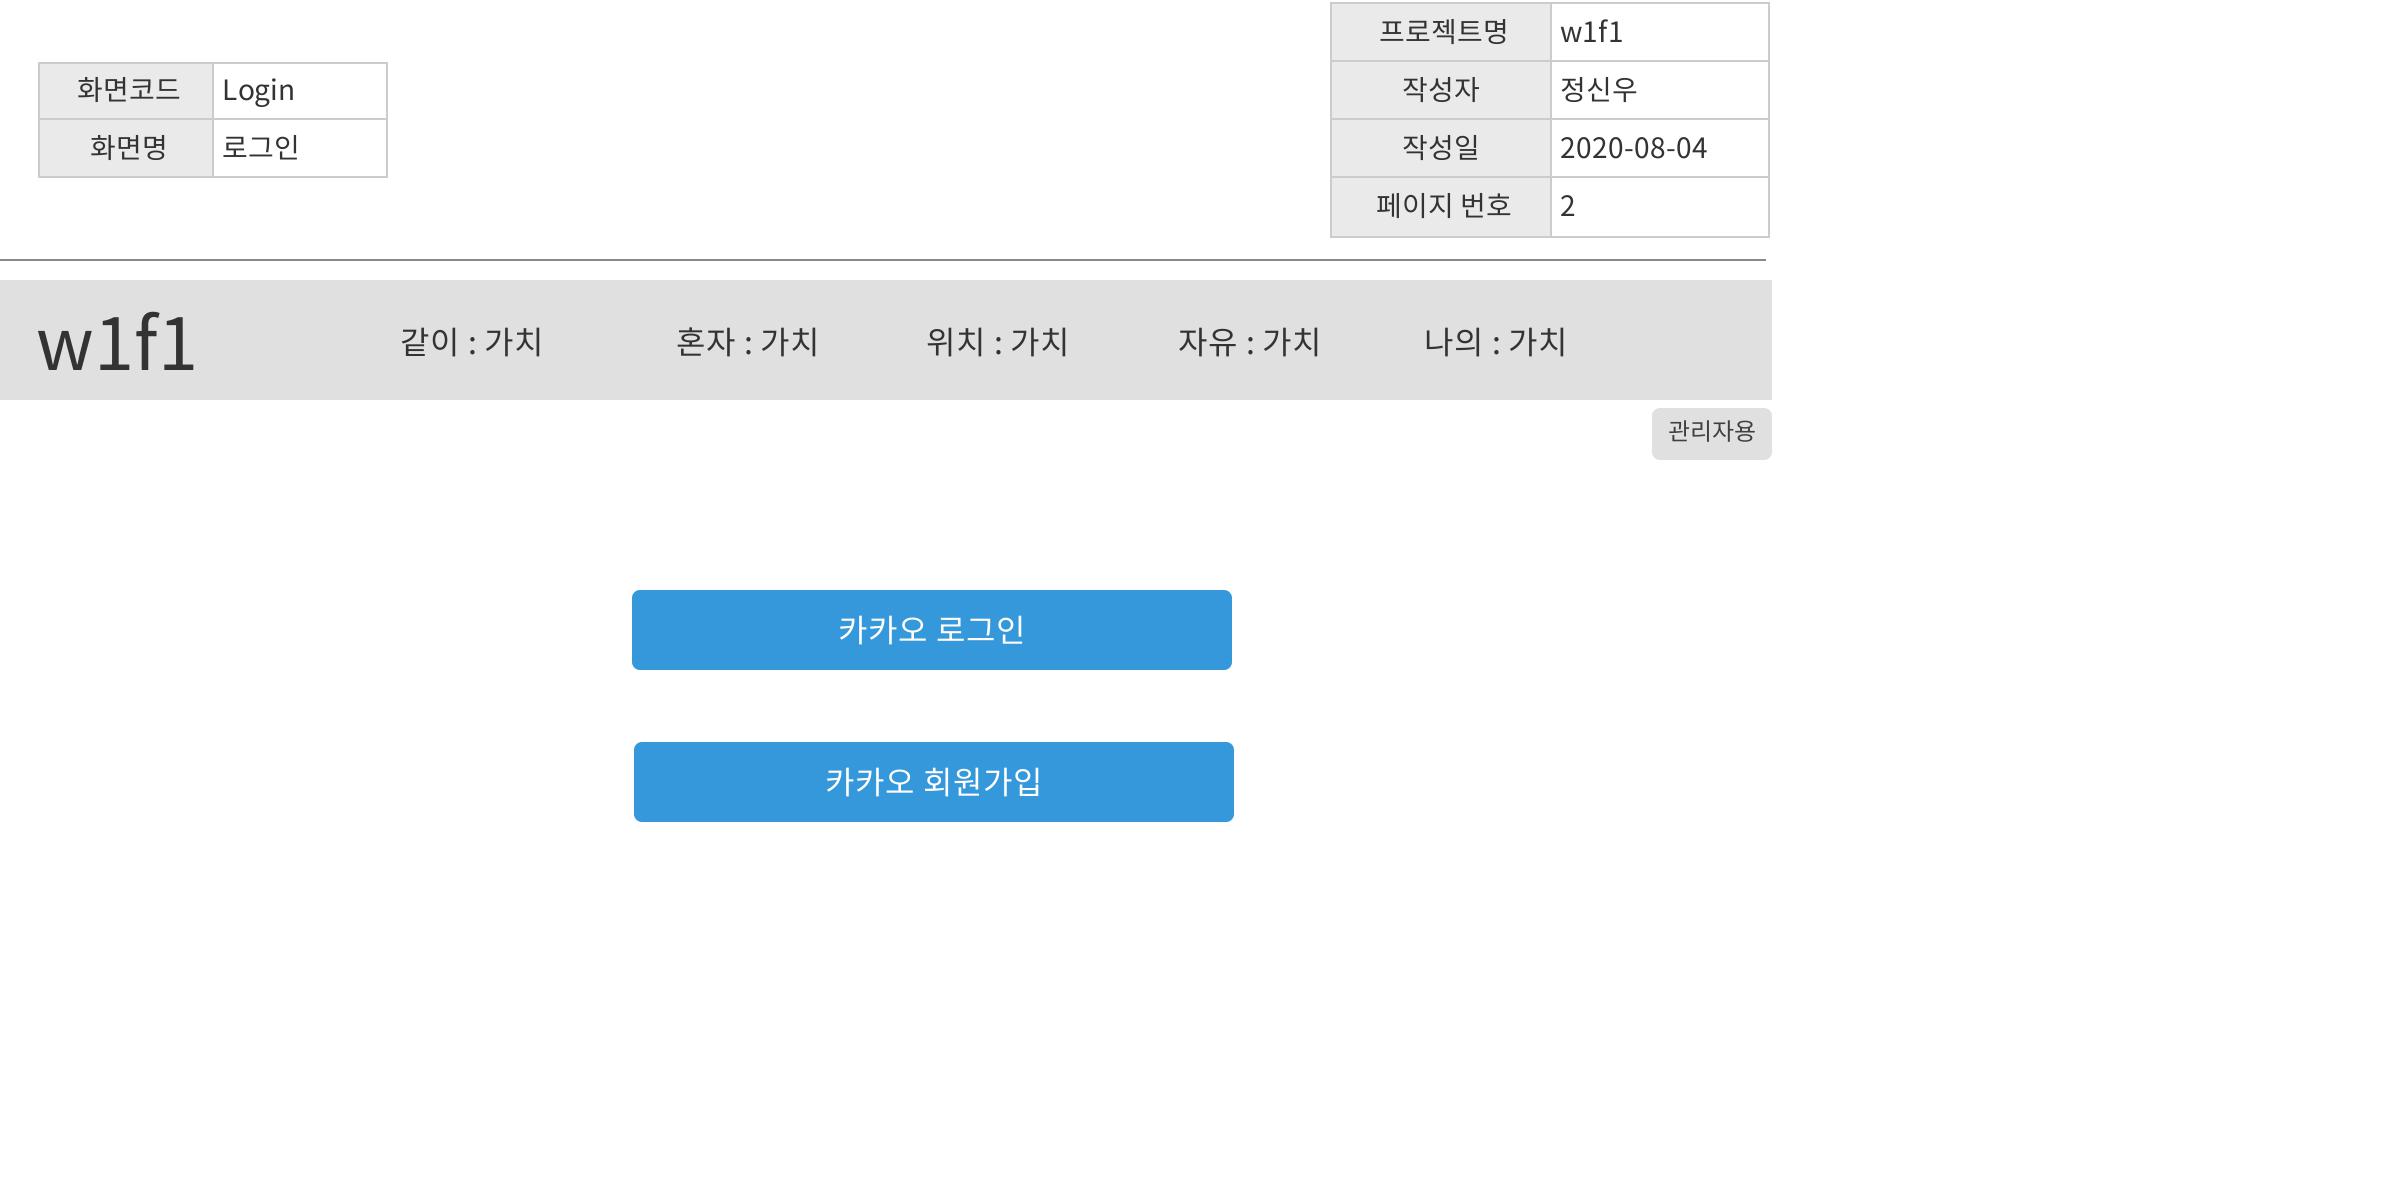 프로젝트명 w1f1
화면코드 Login
작성자 정신우
화면명 로그인
작성일 2020-08-04
페이지 번호 2
w1f1 같이 : 가치 혼자 : 가치 위치 : 가치 자유 : 가치 나의 : 가치
관리자용
카카오 로그인
카카오 회원가입